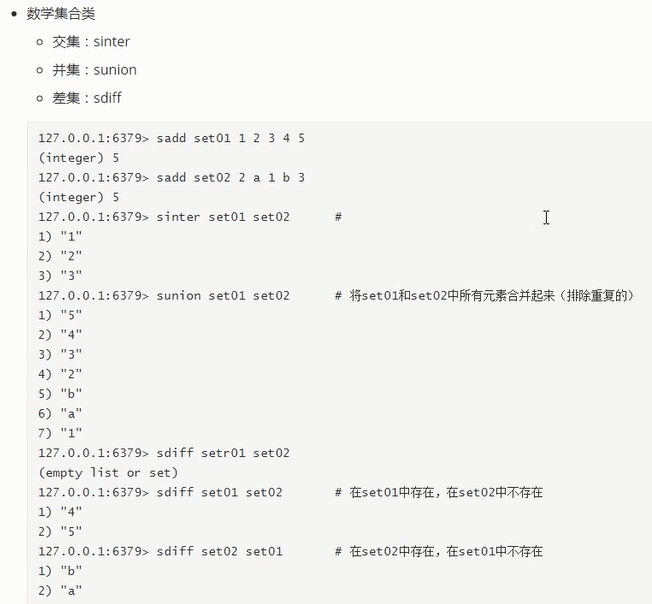 数学集合类
交集：sinter
并集：sunion
差集：sdiff
127.0.0.1:6379> sadd set01 1 2 3 4 5
(integer) 5
127.0.0.1:6379> sadd set02 2 a 1 b 3
(integer) 5
127.0.0.1:6379> sinter set01 set02 #
1) "1"
2) "2"
3) "3"
127.0.0.1:6379> sunion set01 set02 # 将set01和set02中所有元素合并起来（排除重复的）
1) "5"
2) "4"
3) "3"
4) "2"
5) "b"
6) "a"
7) "1"
127.0.0.1:6379> sdiff setr01 set02
(empty list or set)
127.0.0.1:6379> sdiff set01 set02 # 在set01中存在，在set02中不存在
1) "4"
2) "5"
127.0.0.1:6379> sdiff set02 set01 # 在set02中存在，在set01中不存在
1) "b"
2) "a"